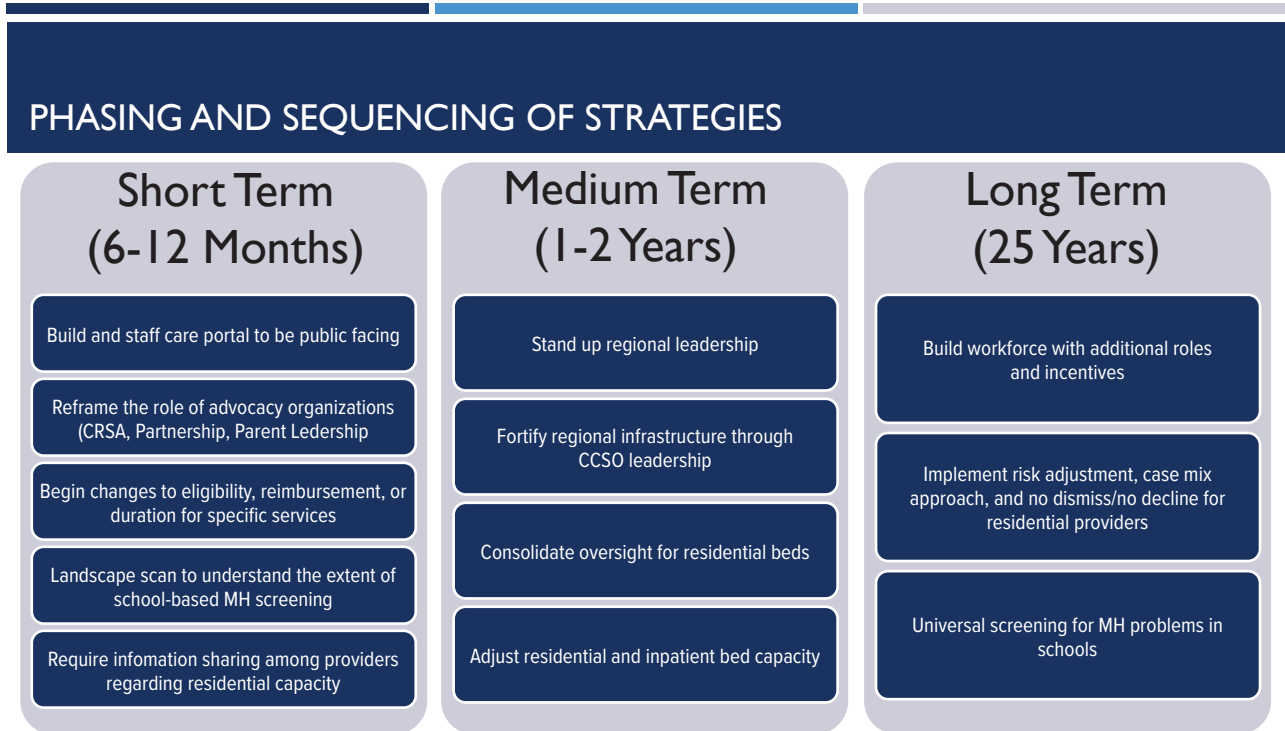 PHASING AND SEQUENCING OF STRATEGIES
Short Term
(6-12 Months)
Build and staff care portal to be public facing
Reframe the role of advocacy organizations
(CRSA, Partnership, Parent Ledership
Begin changes to eligibility, reimbursement, or
duration for specific services
Landscape scan to understand the extent of
school-based MH screening
Require infomation sharing among providers
regarding residential capacity
Medium Term
(1-2 Years)
Stand up regional leadership
Fortify regional infrastructure through
CCSO leadership
Consolidate oversight for residential beds
Adjust residential and inpatient bed capacity
Long Term
(25 Years)
Build workforce with additional roles
and incentives
Implement risk adjustment, case mix
approach, and no dismiss/no decline for
residential providers
Universal screening for MH problems in
schools